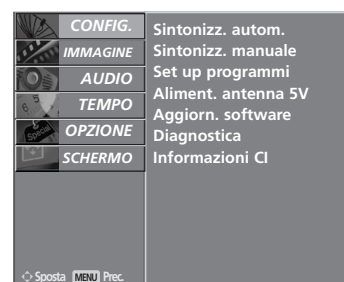 CONFIG.
IMMAGINE
AUDIO
TEMPO
OPZIONE
Special
SCHERMO
Sintonizz. autom.
Sintonizz. manuale
Set up programmi
Aliment. antenna 5V
Aggiorn. software
Diagnostica
Informazioni CI
Sposta MENU Prec.